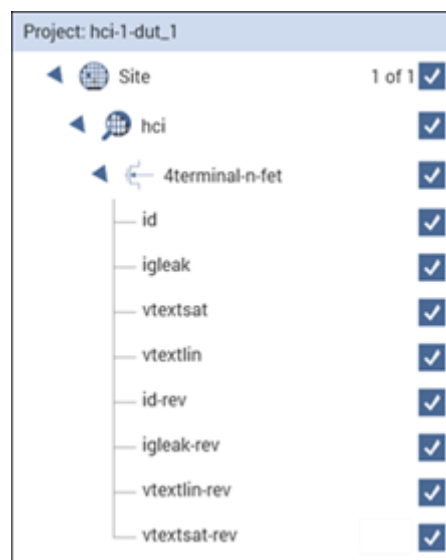 Project: hci-1-dut_1
Site 1 of 1
hci
4terminal-n-fet
id
igleak
vtextsat
vtextlin
id-rev
igleak-rev
vtextlin-rev
vtextsat-rev